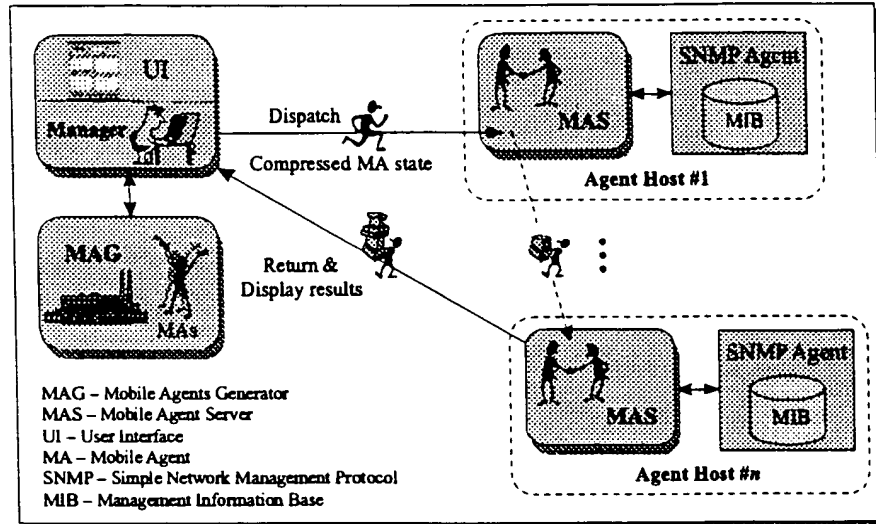 UI
Manager
Dispatch
Compressed MA state
MAS
SNMP Agent
MIB
Agent Host #1
MAG
MAs
Return &
Display results
MAS
SNMP Agent
MIB
Agent Host #n
MAG – Mobile Agents Generator
MAS – Mobile Agent Server
UI – User Interface
MA – Mobile Agent
SNMP – Simple Network Management Protocol
MIB – Management Information Base